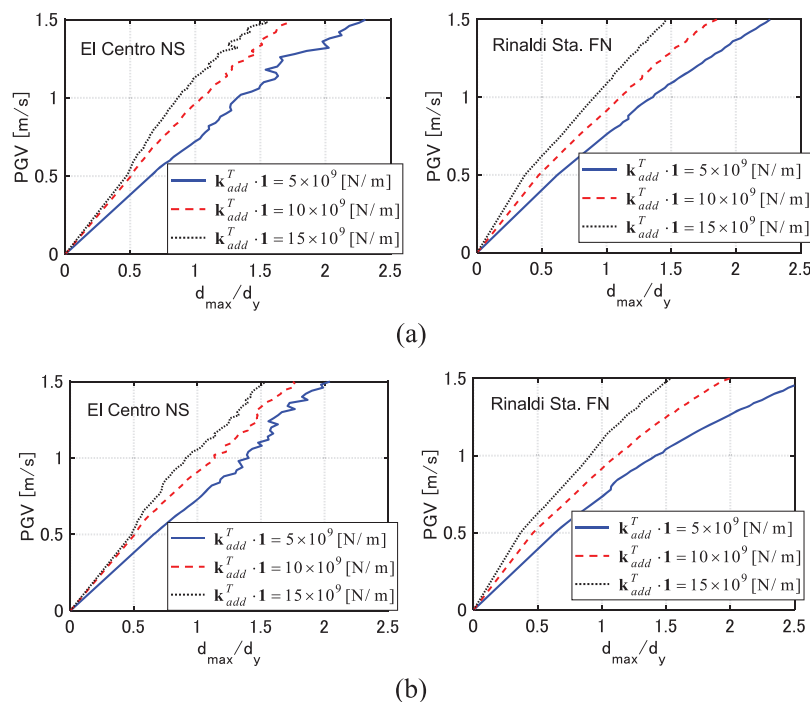 El Centro NS
PGV [m/s]
1.5
1
0.5
0
k_add^T · 1 = 5×10^9 [N/m]
k_add^T · 1 = 10×10^9 [N/m]
k_add^T · 1 = 15×10^9 [N/m]
0 0.5 1 1.5 2 2.5
d_max/d_y
Rinaldi Sta. FN
PGV [m/s]
1.5
1
0.5
0
k_add^T · 1 = 5×10^9 [N/m]
k_add^T · 1 = 10×10^9 [N/m]
k_add^T · 1 = 15×10^9 [N/m]
0 0.5 1 1.5 2 2.5
d_max/d_y
(a)
El Centro NS
PGV [m/s]
1.5
1
0.5
0
k_add^T · 1 = 5×10^9 [N/m]
k_add^T · 1 = 10×10^9 [N/m]
k_add^T · 1 = 15×10^9 [N/m]
0 0.5 1 1.5 2 2.5
d_max/d_y
Rinaldi Sta. FN
PGV [m/s]
1.5
1
0.5
0
k_add^T · 1 = 5×10^9 [N/m]
k_add^T · 1 = 10×10^9 [N/m]
k_add^T · 1 = 15×10^9 [N/m]
0 0.5 1 1.5 2 2.5
d_max/d_y
(b)